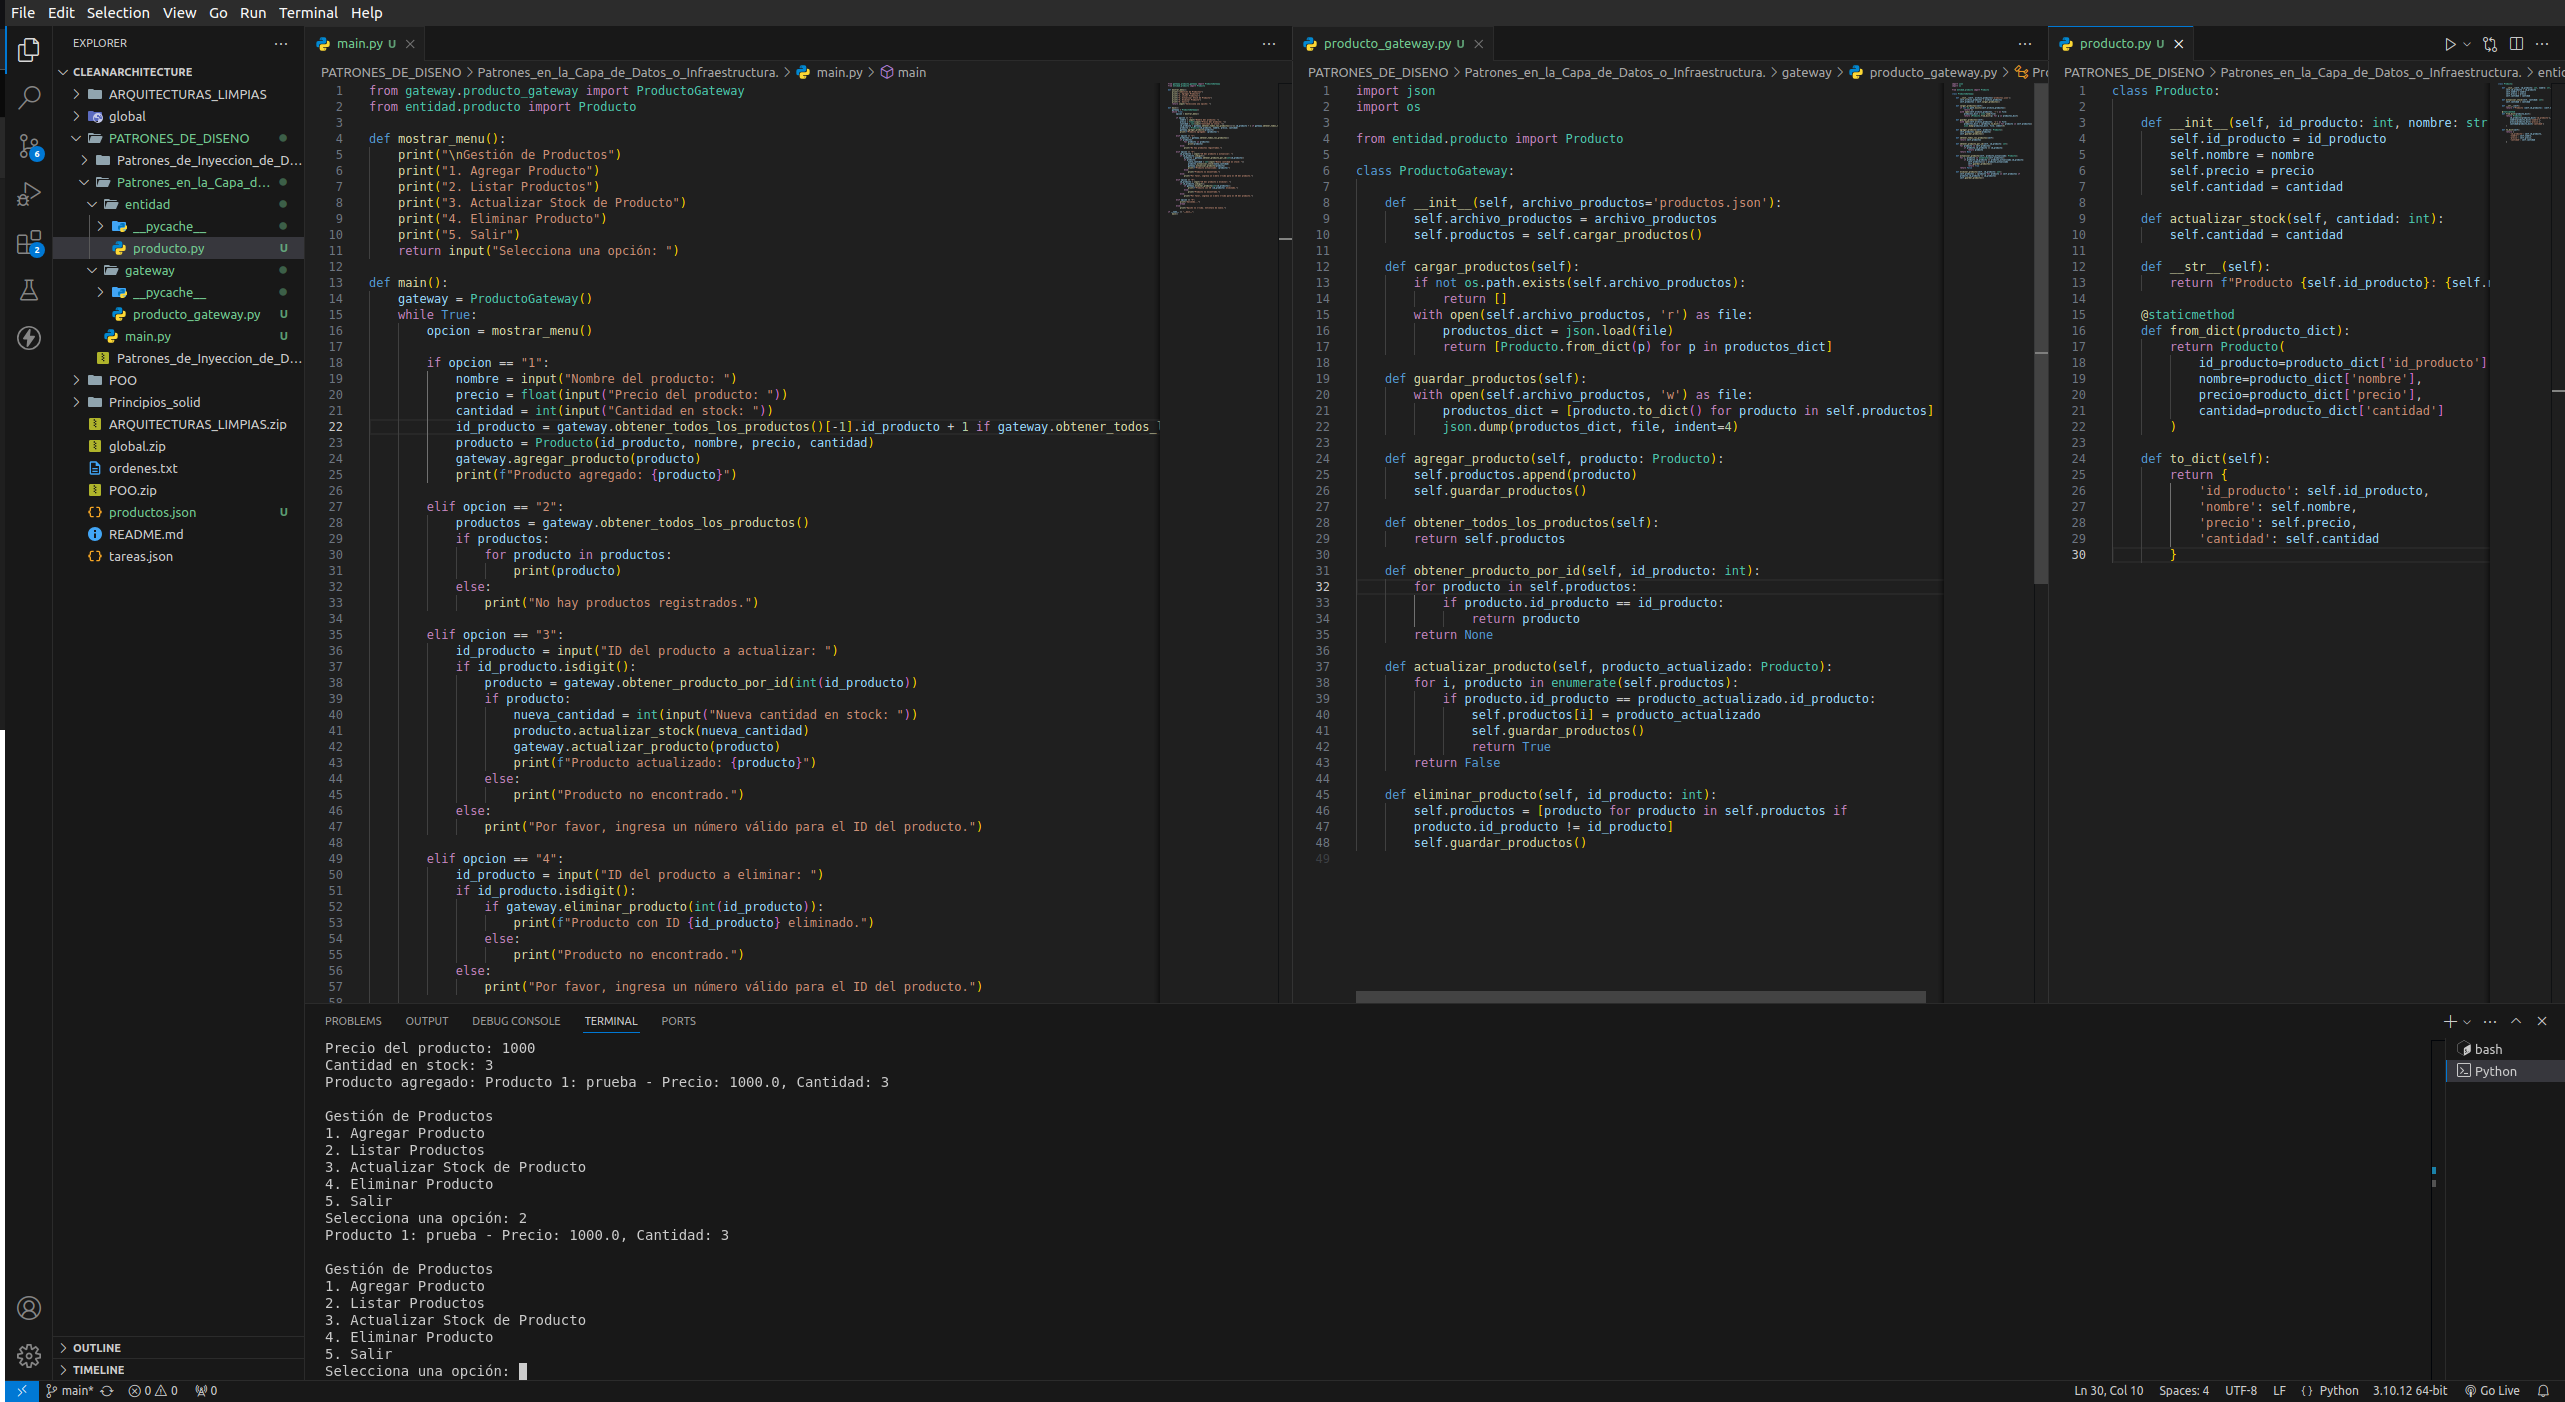 File Edit Selection View Go Run Terminal Help
EXPLORER
CLEANARCHITECTURE
ARQUITECTURAS_LIMPIAS
global
PATRONES_DE_DISENO
Patrones_de_Inyeccion_de_D...
Patrones_en_la_Capa_d...
entidad
__pycache__
producto.py U
gateway
__pycache__
producto_gateway.py U
main.py U
Patrones_de_Inyeccion_de_D...
POO
Principios_solid
ARQUITECTURAS_LIMPIAS.zip
global.zip
ordenes.txt
POO.zip
productos.json U
README.md
tareas.json
OUTLINE
TIMELINE
6
2
main.py U
PATRONES_DE_DISENO > Patrones_en_la_Capa_de_Datos_o_Infraestructura. > main.py > main
1 from gateway.producto_gateway import ProductoGateway
2 from entidad.producto import Producto
3
4 def mostrar_menu():
5 print("\nGestión de Productos")
6 print("1. Agregar Producto")
7 print("2. Listar Productos")
8 print("3. Actualizar Stock de Producto")
9 print("4. Eliminar Producto")
10 print("5. Salir")
11 return input("Selecciona una opción: ")
12
13 def main():
14 gateway = ProductoGateway()
15 while True:
16 opcion = mostrar_menu()
17
18 if opcion == "1":
19 nombre = input("Nombre del producto: ")
20 precio = float(input("Precio del producto: "))
21 cantidad = int(input("Cantidad en stock: "))
22 id_producto = gateway.obtener_todos_los_productos()[-1].id_producto + 1 if gateway.obtener_todos_l
23 producto = Producto(id_producto, nombre, precio, cantidad)
24 gateway.agregar_producto(producto)
25 print(f"Producto agregado: {producto}")
26
27 elif opcion == "2":
28 productos = gateway.obtener_todos_los_productos()
29 if productos:
30 for producto in productos:
31 print(producto)
32 else:
33 print("No hay productos registrados.")
34
35 elif opcion == "3":
36 id_producto = input("ID del producto a actualizar: ")
37 if id_producto.isdigit():
38 producto = gateway.obtener_producto_por_id(int(id_producto))
39 if producto:
40 nueva_cantidad = int(input("Nueva cantidad en stock: "))
41 producto.actualizar_stock(nueva_cantidad)
42 gateway.actualizar_producto(producto)
43 print(f"Producto actualizado: {producto}")
44 else:
45 print("Producto no encontrado.")
46 else:
47 print("Por favor, ingresa un número válido para el ID del producto.")
48
49 elif opcion == "4":
50 id_producto = input("ID del producto a eliminar: ")
51 if id_producto.isdigit():
52 if gateway.eliminar_producto(int(id_producto)):
53 print(f"Producto con ID {id_producto} eliminado.")
54 else:
55 print("Producto no encontrado.")
56 else:
57 print("Por favor, ingresa un número válido para el ID del producto.")
58
producto_gateway.py U
PATRONES_DE_DISENO > Patrones_en_la_Capa_de_Datos_o_Infraestructura. > gateway > producto_gateway.py > Pr
1 import json
2 import os
3
4 from entidad.producto import Producto
5
6 class ProductoGateway:
7
8 def __init__(self, archivo_productos='productos.json'):
9 self.archivo_productos = archivo_productos
10 self.productos = self.cargar_productos()
11
12 def cargar_productos(self):
13 if not os.path.exists(self.archivo_productos):
14 return []
15 with open(self.archivo_productos, 'r') as file:
16 productos_dict = json.load(file)
17 return [Producto.from_dict(p) for p in productos_dict]
18
19 def guardar_productos(self):
20 with open(self.archivo_productos, 'w') as file:
21 productos_dict = [producto.to_dict() for producto in self.productos]
22 json.dump(productos_dict, file, indent=4)
23
24 def agregar_producto(self, producto: Producto):
25 self.productos.append(producto)
26 self.guardar_productos()
27
28 def obtener_todos_los_productos(self):
29 return self.productos
30
31 def obtener_producto_por_id(self, id_producto: int):
32 for producto in self.productos:
33 if producto.id_producto == id_producto:
34 return producto
35 return None
36
37 def actualizar_producto(self, producto_actualizado: Producto):
38 for i, producto in enumerate(self.productos):
39 if producto.id_producto == producto_actualizado.id_producto:
40 self.productos[i] = producto_actualizado
41 self.guardar_productos()
42 return True
43 return False
44
45 def eliminar_producto(self, id_producto: int):
46 self.productos = [producto for producto in self.productos if
47 producto.id_producto != id_producto]
48 self.guardar_productos()
49
producto.py U
PATRONES_DE_DISENO > Patrones_en_la_Capa_de_Datos_o_Infraestructura. > entic
1 class Producto:
2
3 def __init__(self, id_producto: int, nombre: str
4 self.id_producto = id_producto
5 self.nombre = nombre
6 self.precio = precio
7 self.cantidad = cantidad
8
9 def actualizar_stock(self, cantidad: int):
10 self.cantidad = cantidad
11
12 def __str__(self):
13 return f"Producto {self.id_producto}: {self.
14
15 @staticmethod
16 def from_dict(producto_dict):
17 return Producto(
18 id_producto=producto_dict['id_producto']
19 nombre=producto_dict['nombre'],
20 precio=producto_dict['precio'],
21 cantidad=producto_dict['cantidad']
22 )
23
24 def to_dict(self):
25 return {
26 'id_producto': self.id_producto,
27 'nombre': self.nombre,
28 'precio': self.precio,
29 'cantidad': self.cantidad
30 }
PROBLEMS OUTPUT DEBUG CONSOLE TERMINAL PORTS
Precio del producto: 1000
Cantidad en stock: 3
Producto agregado: Producto 1: prueba - Precio: 1000.0, Cantidad: 3
Gestión de Productos
1. Agregar Producto
2. Listar Productos
3. Actualizar Stock de Producto
4. Eliminar Producto
5. Salir
Selecciona una opción: 2
Producto 1: prueba - Precio: 1000.0, Cantidad: 3
Gestión de Productos
1. Agregar Producto
2. Listar Productos
3. Actualizar Stock de Producto
4. Eliminar Producto
5. Salir
Selecciona una opción:
bash
Python
main* 0 0 0 Ln 30, Col 10 Spaces: 4 UTF-8 LF {} Python 3.10.12 64-bit Go Live